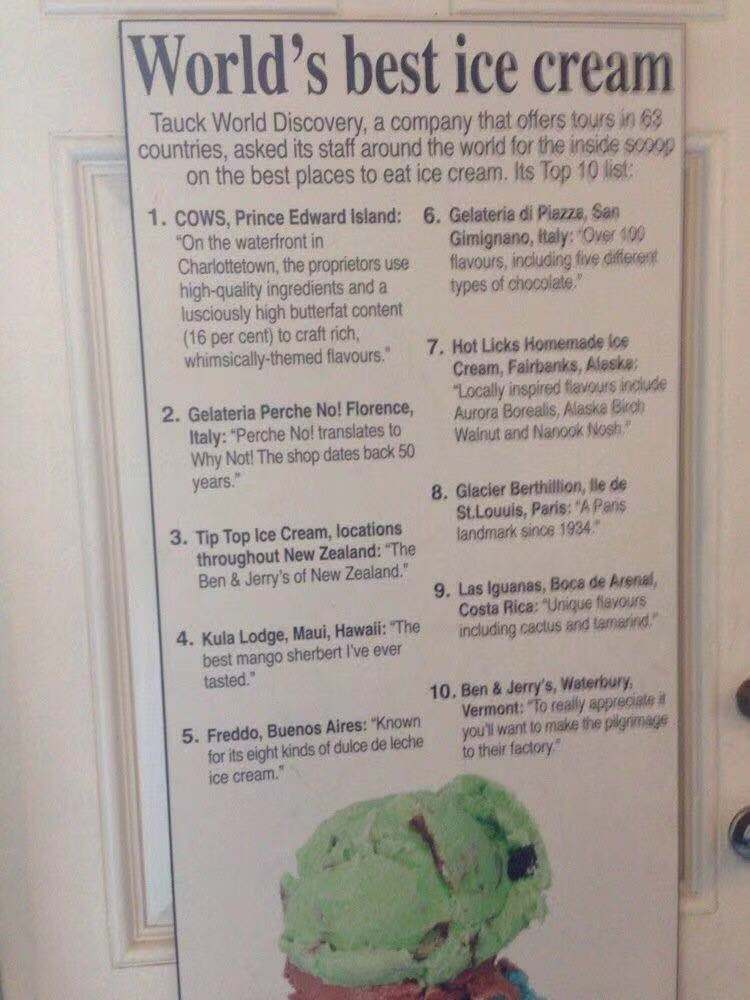 World's best ice cream
Tauck World Discovery, a company that offers tours in 63
countries, asked its staff around the world for the inside scoop
on the best places to eat ice cream. Its Top 10 list:
1. COWS, Prince Edward Island:
"On the waterfront in
Charlottetown, the proprietors use
high-quality ingredients and a
lusciously high butterfat content
(16 per cent) to craft rich,
whimsically-themed flavours."
2. Gelateria Perche No! Florence,
Italy: "Perche No! translates to
Why Not! The shop dates back 50
years."
3. Tip Top Ice Cream, locations
throughout New Zealand: "The
Ben & Jerry's of New Zealand."
4. Kula Lodge, Maui, Hawaii: "The
best mango sherbert I've ever
tasted."
5. Freddo, Buenos Aires: "Known
for its eight kinds of dulce de leche
ice cream."
6. Gelateria di Piazza, San
Gimignano, Italy: "Over 100
flavours, including five different
types of chocolate."
7. Hot Licks Homemade Ice
Cream, Fairbanks, Alaska:
"Locally inspired flavours include
Aurora Borealis, Alaska Birch
Walnut and Nanook Nosh."
8. Glacier Berthillion, Ile de
St.Louuis, Paris: "A Paris
landmark since 1934."
9. Las Iguanas, Boca de Arenal,
Costa Rica: "Unique flavours
including cactus and tamarind."
10. Ben & Jerry's, Waterbury,
Vermont: "To really appreciate it
you'll want to make the pilgrimage
to their factory."